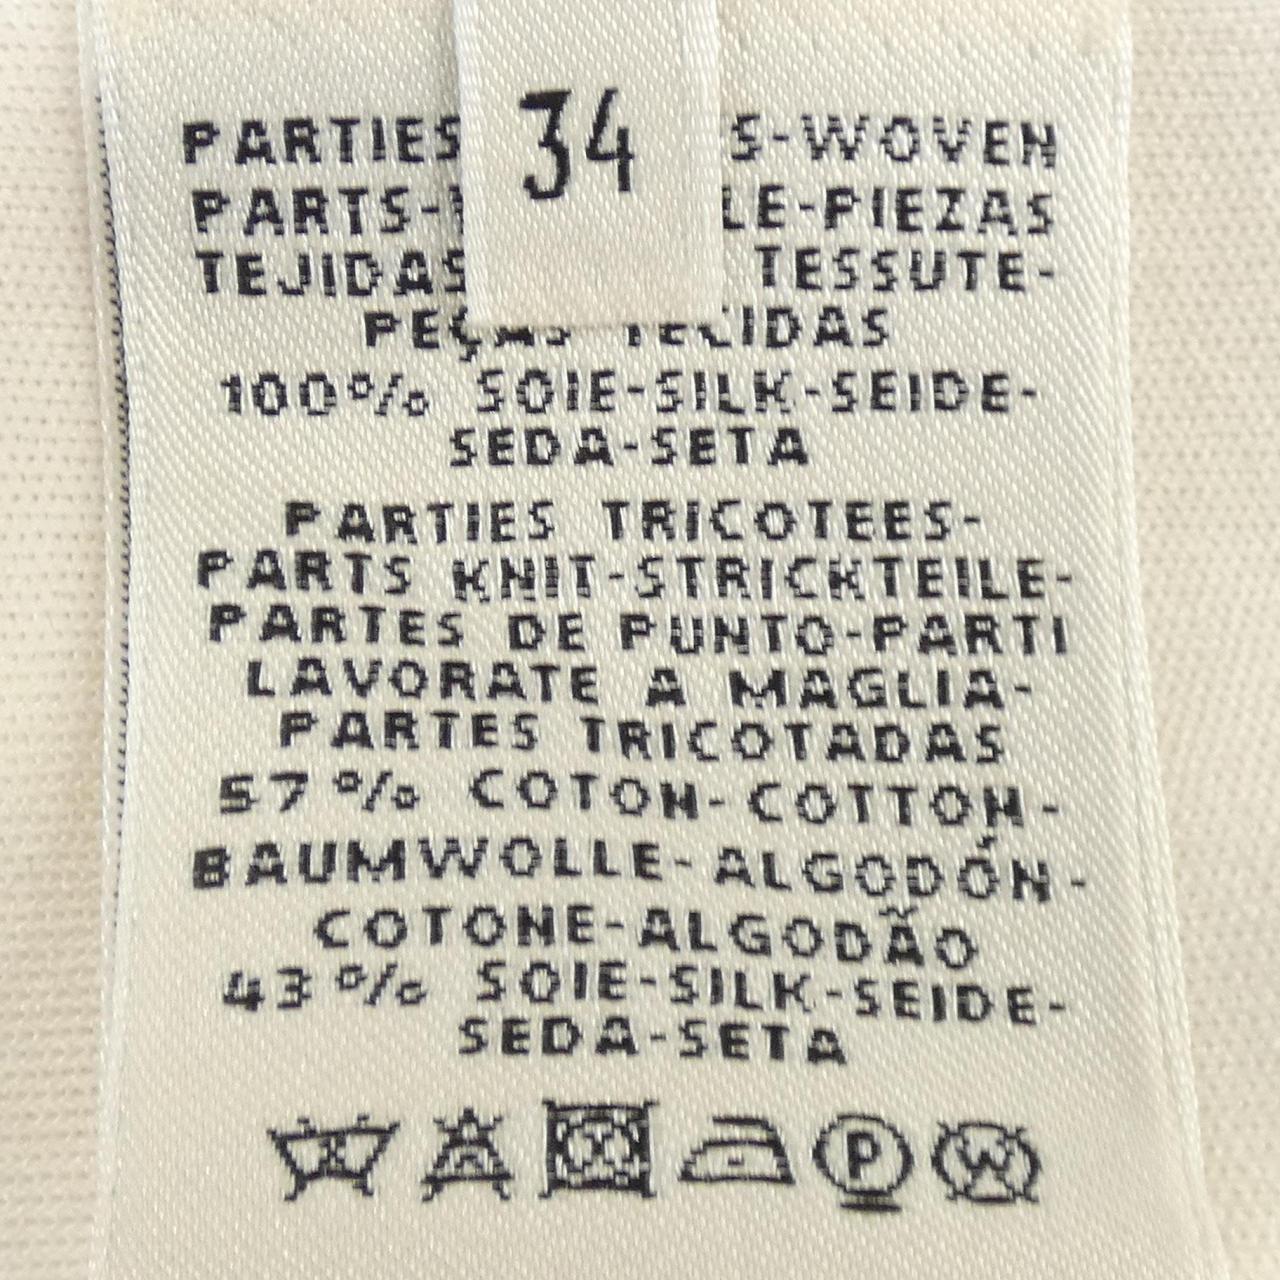 34
PARTIES S-WOVEN
PARTS- LE-PIEZAS
TEJIDAS TESSUTE-
PEÇAS TECIDAS
100% SOIE-SILK-SEIDE-
SEDA-SETA
PARTIES TRICOTEES-
PARTS KNIT-STRICKTEILE-
PARTES DE PUNTO-PARTI
LAVORATE A MAGLIA-
PARTES TRICOTADAS
57% COTON-COTTON-
BAUMWOLLE-ALGODÓN-
COTONE-ALGODÃO
43% SOIE-SILK-SEIDE-
SEDA-SETA
P W